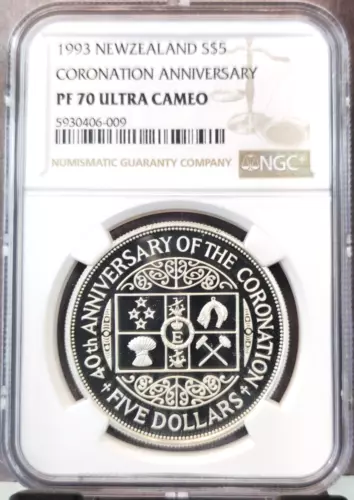 1993 NEWZEALAND S$5
CORONATION ANNIVERSARY
PF 70 ULTRA CAMEO
5930406-009
NUMISMATIC GUARANTY COMPANY
NGC
40th ANNIVERSARY OF THE CORONATION
E
FIVE DOLLARS